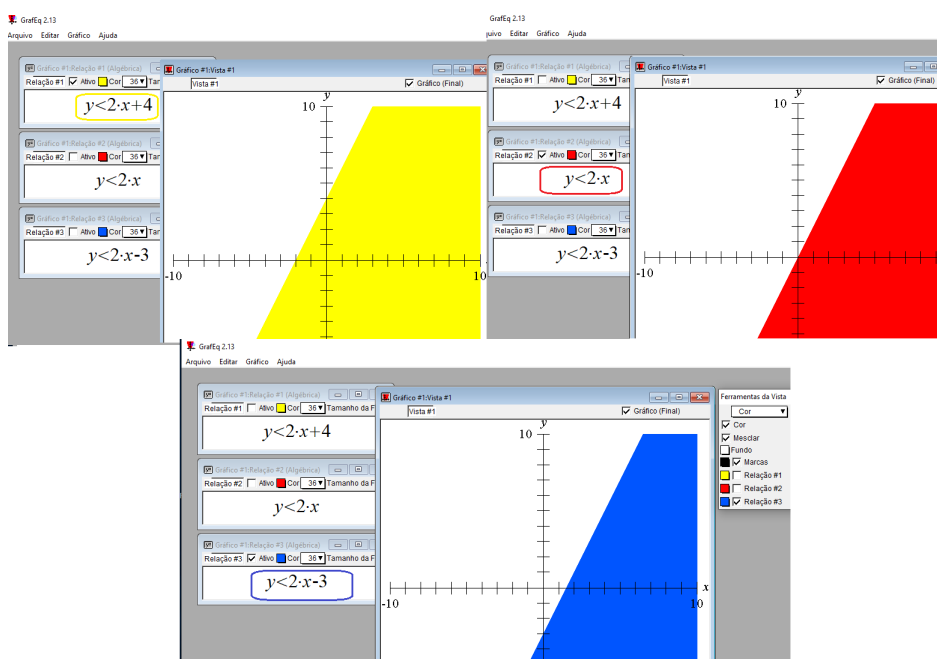 GrafEq 2.13
Arquivo Editar Gráfico Ajuda
Gráfico #1:Relação #1 (Algébrica)
Relação #1 Ativo Cor 36 Tar
y<2·x+4
Gráfico #1:Relação #2 (Algébrica)
Relação #2 Ativo Cor 36 Tar
y<2·x
Gráfico #1:Relação #3 (Algébrica)
Relação #3 Ativo Cor 36 Tar
y<2·x-3
Gráfico #1:Vista #1
Vista #1 Gráfico (Final)
y
10
-10
10
GrafEq 2.13
uivo Editar Gráfico Ajuda
Gráfico #1:Relação #1 (Algébrica)
Relação #1 Ativo Cor 36 Tan
y<2·x+4
Gráfico #1:Relação #2 (Algébrica)
Relação #2 Ativo Cor 36 Tan
y<2·x
Gráfico #1:Relação #3 (Algébrica)
Relação #3 Ativo Cor 36 Tan
y<2·x-3
Gráfico #1:Vista #1
Vista #1 Gráfico (Final)
y
10
-10
GrafEq 2.13
Arquivo Editar Gráfico Ajuda
Gráfico #1:Relação #1 (Algébrica)
Relação #1 Ativo Cor 36 Tamanho da F
y<2·x+4
Gráfico #1:Relação #2 (Algébrica)
Relação #2 Ativo Cor 36 Tamanho da F
y<2·x
Gráfico #1:Relação #3 (Algébrica)
Relação #3 Ativo Cor 36 Tamanho da F
y<2·x-3
Gráfico #1:Vista #1
Vista #1 Gráfico (Final)
y
10
x
-10
10
Ferramentas da Vista
Cor
Cor
Mesclar
Fundo
Marcas
Relação #1
Relação #2
Relação #3